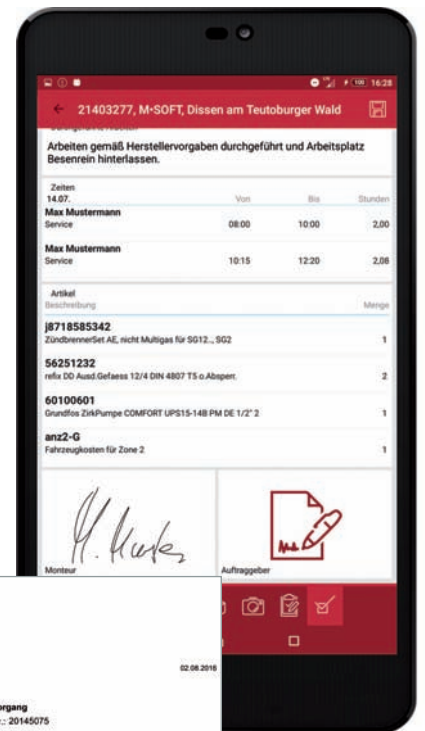 16:28
21403277, M•SOFT, Dissen am Teutoburger Wald
Arbeiten gemäß Herstellervorgaben durchgeführt und Arbeitsplatz
Besenrein hinterlassen.
Zeiten
14.07. Von Bis Stunden
Max Mustermann
Service 08:00 10:00 2,00
Max Mustermann
Service 10:15 12:20 2,08
Artikel
Beschreibung Menge
j8718585342
ZündbrennerSet AE, nicht Multigas für SG12.., SG2 1
56251232
refix DD Ausd.Gefaess 12/4 DIN 4807 T5 o.Absperr. 2
60100601
Grundfos ZirkPumpe COMFORT UPS15-14B PM DE 1/2" 2 1
anz2-G
Fahrzeugkosten für Zone 2 1
Monteur Auftraggeber
02.08.2016
20145075